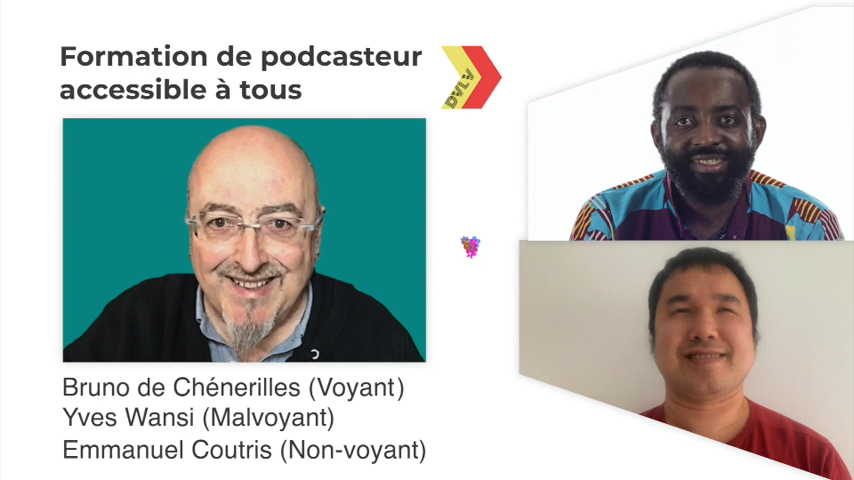 Formation de podcasteur
accessible à tous
DVLV
Bruno de Chénerilles (Voyant)
Yves Wansi (Malvoyant)
Emmanuel Coutris (Non-voyant)